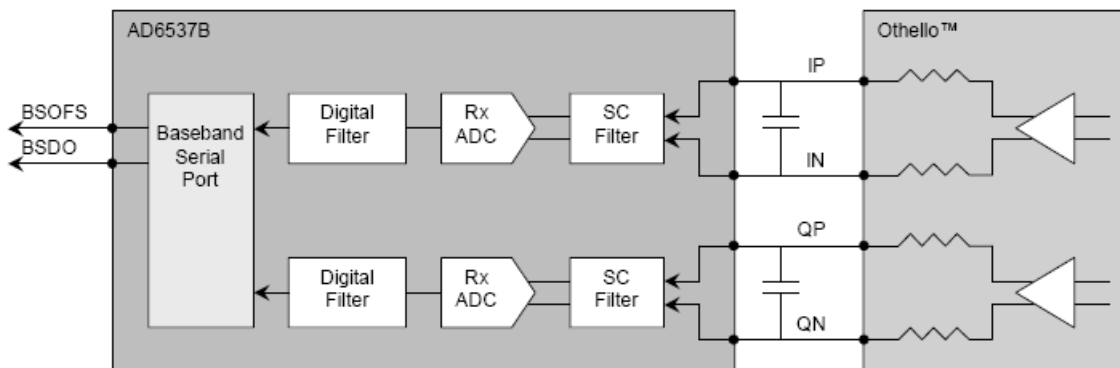 AD6537B
Othello™
BSOFS
BSDO
Baseband
Serial
Port
Digital
Filter
Rx
ADC
SC
Filter
IP
IN
Digital
Filter
Rx
ADC
SC
Filter
QP
QN